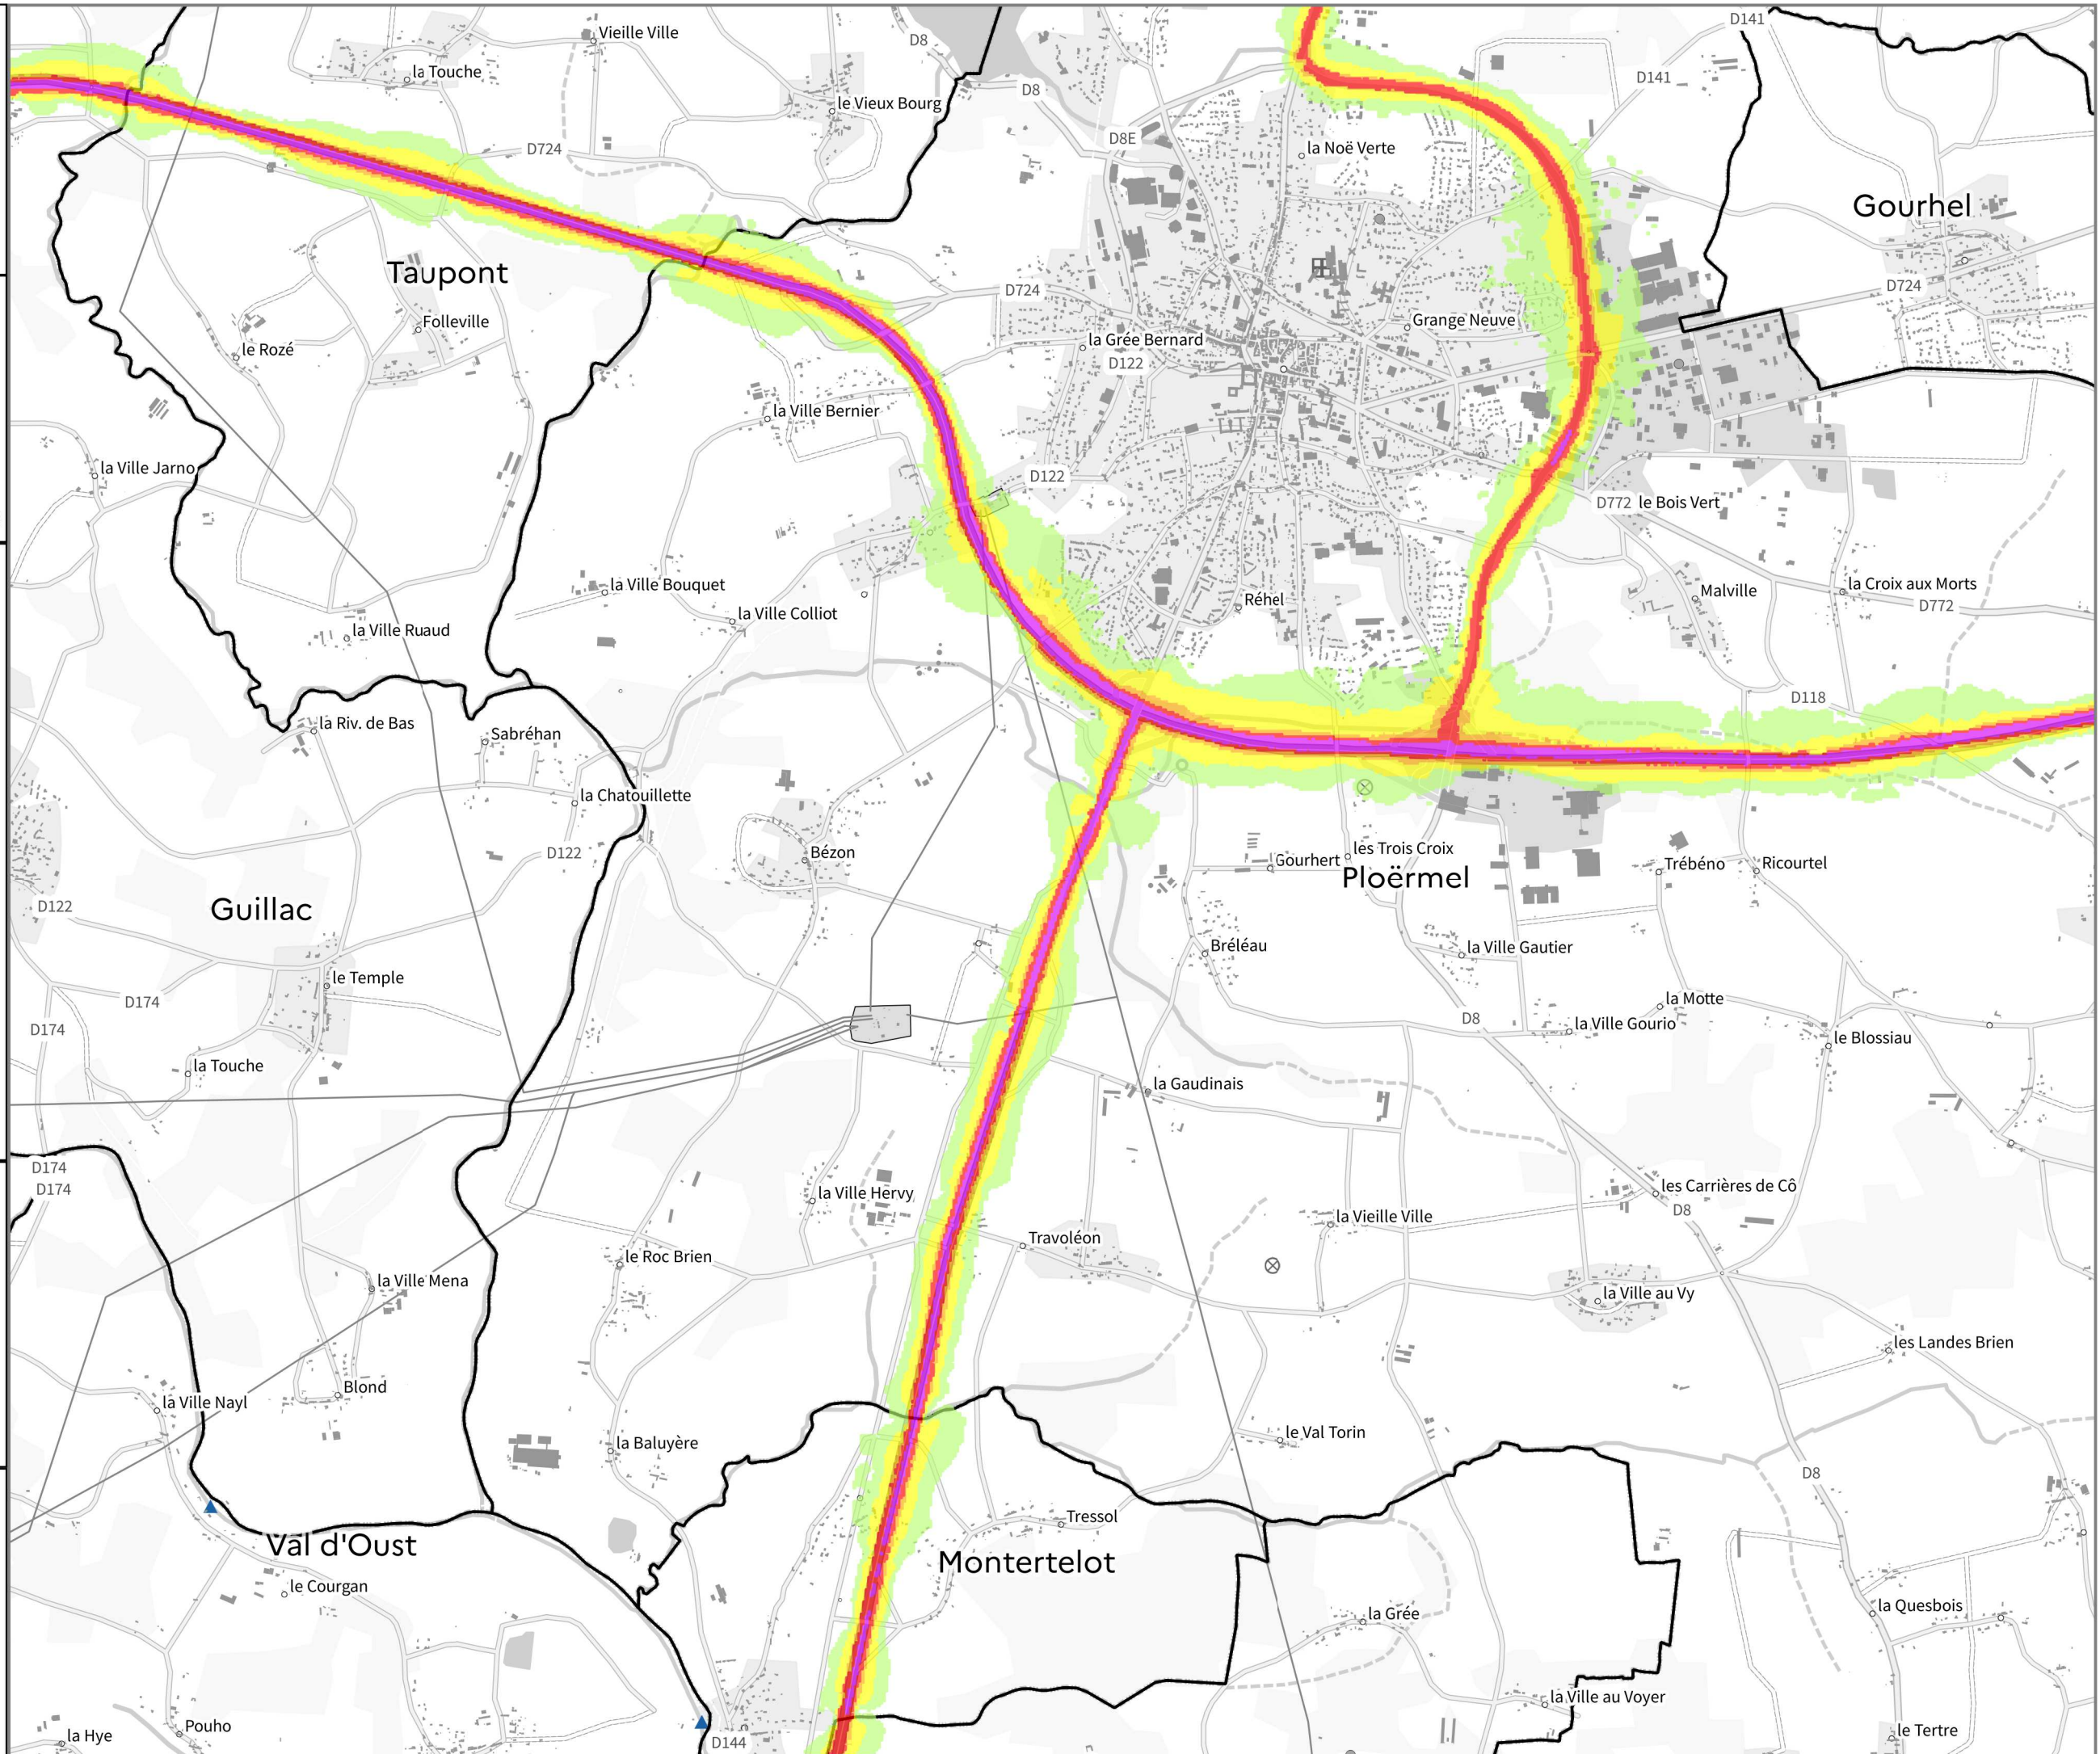 D141
Vieille Ville
D8
la Touche
D141
D8
le Vieux Bourg
D8E
la Noë Verte
D724
Gourhel
Taupont
D724
D724
Folleville
Grange Neuve
la Grée Bernard
le Rozé
D122
la Ville Bernier
la Ville Jarno
D122
D772
le Bois Vert
la Ville Bouquet
la Croix aux Morts
Malville
Réhel
D772
la Ville Colliot
la Ville Ruaud
D118
la Riv. de Bas
Sabréhan
la Chatouillette
les Trois Croix
Bézon
D122
Gourhert
Trébéno
Ricourtel
Ploërmel
D122
Guillac
Bréléau
la Ville Gautier
le Temple
la Motte
D174
D8
la Ville Gourio
D174
le Blossiau
la Touche
la Gaudinais
D174
les Carrières de Cô
D174
la Ville Hervy
D8
la Vieille Ville
Travoléon
le Roc Brien
la Ville Mena
la Ville au Vy
les Landes Brien
Blond
la Ville Nayl
le Val Torin
la Baluyère
D8
Tressol
Val d'Oust
Montertelot
le Courgan
la Quesbois
la Grée
la Ville au Voyer
Pouho
le Tertre
la Hye
D144